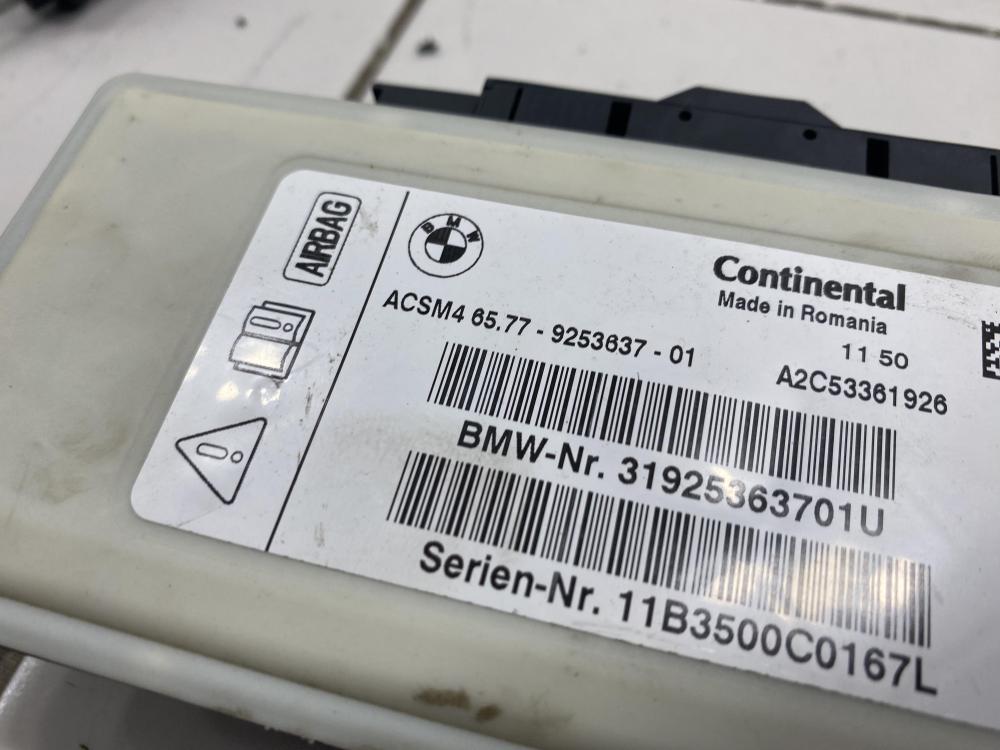 AIRBAG
BMW
Continental
Made in Romania
ACSM4 65.77 - 9253637 - 01
11 50
A2C53361926
BMW-Nr. 31925363701U
Serien-Nr. 11B3500C0167L